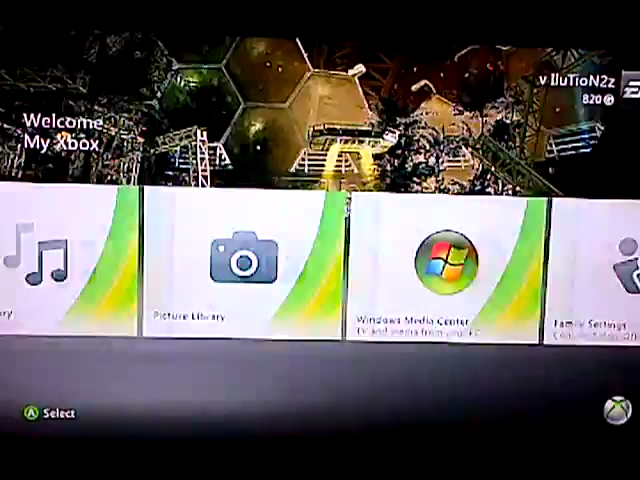 v IluTioN2z
820 G
Welcome
My Xbox
ry
Picture Library
Windows Media Center
TV and media from your PC
Family Settings
Select